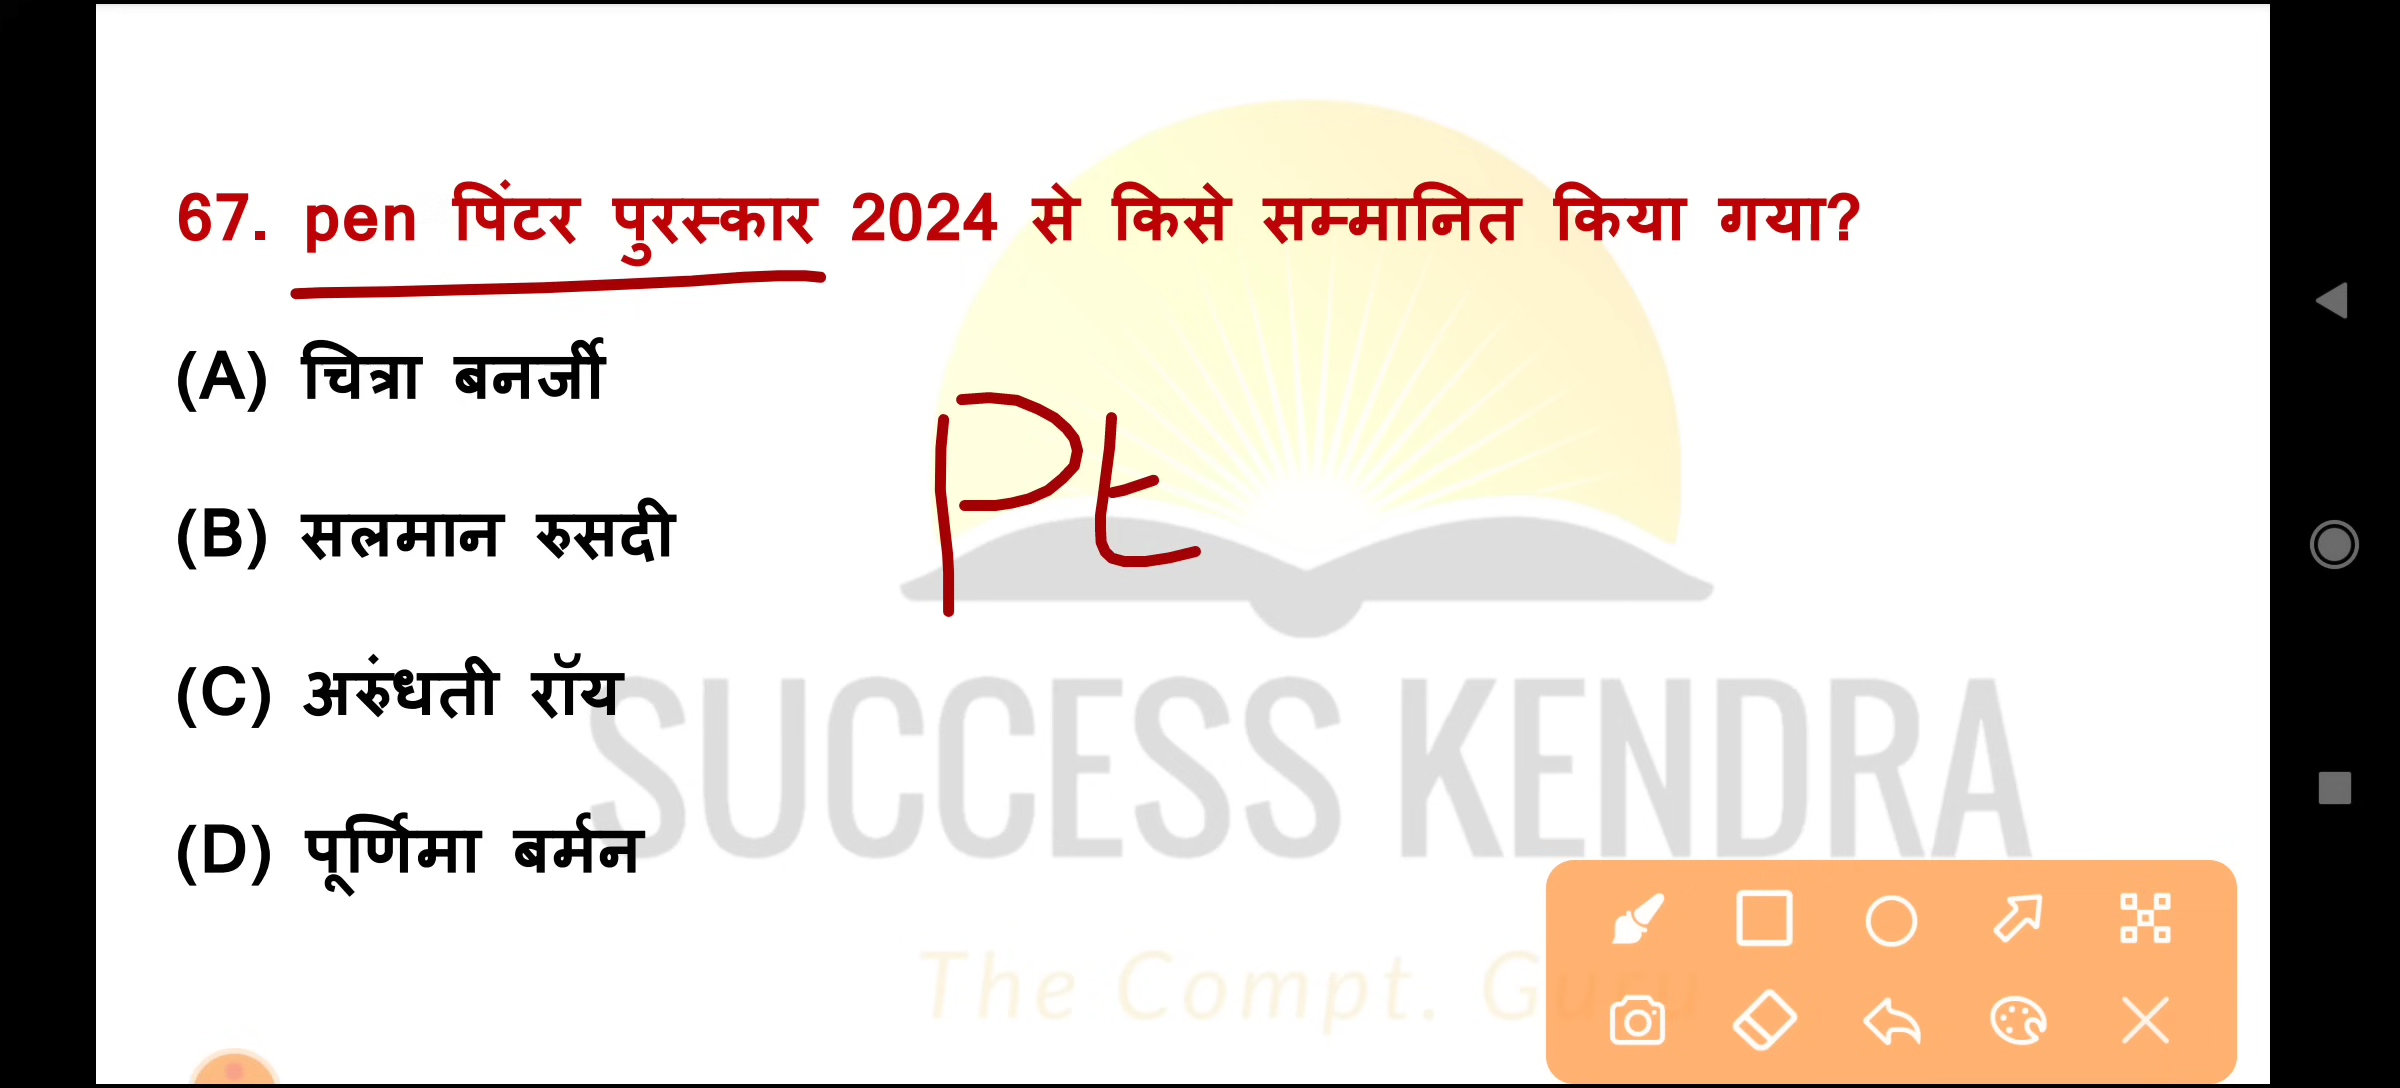 67. pen पिंटर पुरस्कार 2024 से किसे सम्मानित किया गया?
(A) चित्रा बनर्जी
(B) सलमान रुसदी
Pt
(C) अरुंधती रॉय
(D) पूर्णिमा बर्मन
SUCCESS KENDRA
The Compt. Guru